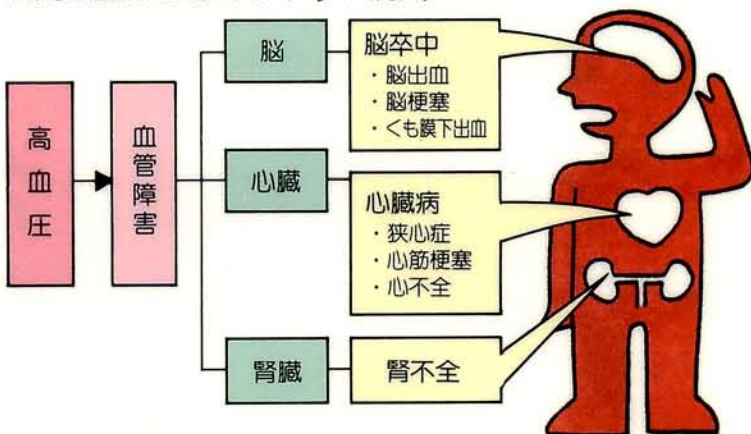 高血圧
血管障害
脳
脳卒中
・脳出血
・脳梗塞
・くも膜下出血
心臓
心臓病
・狭心症
・心筋梗塞
・心不全
腎臓
腎不全